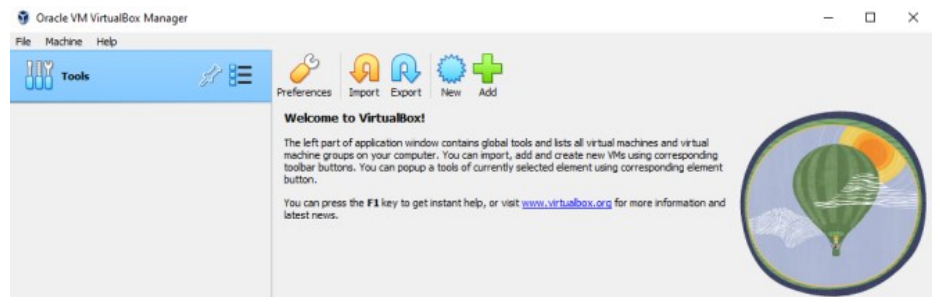 Oracle VM VirtualBox Manager
File Machine Help
Tools
Preferences Import Export New Add
Welcome to VirtualBox!
The left part of application window contains global tools and lists all virtual machines and virtual
machine groups on your computer. You can import, add and create new VMs using corresponding
toolbar buttons. You can popup a tools of currently selected element using corresponding element
button.
You can press the F1 key to get instant help, or visit www.virtualbox.org for more information and
latest news.